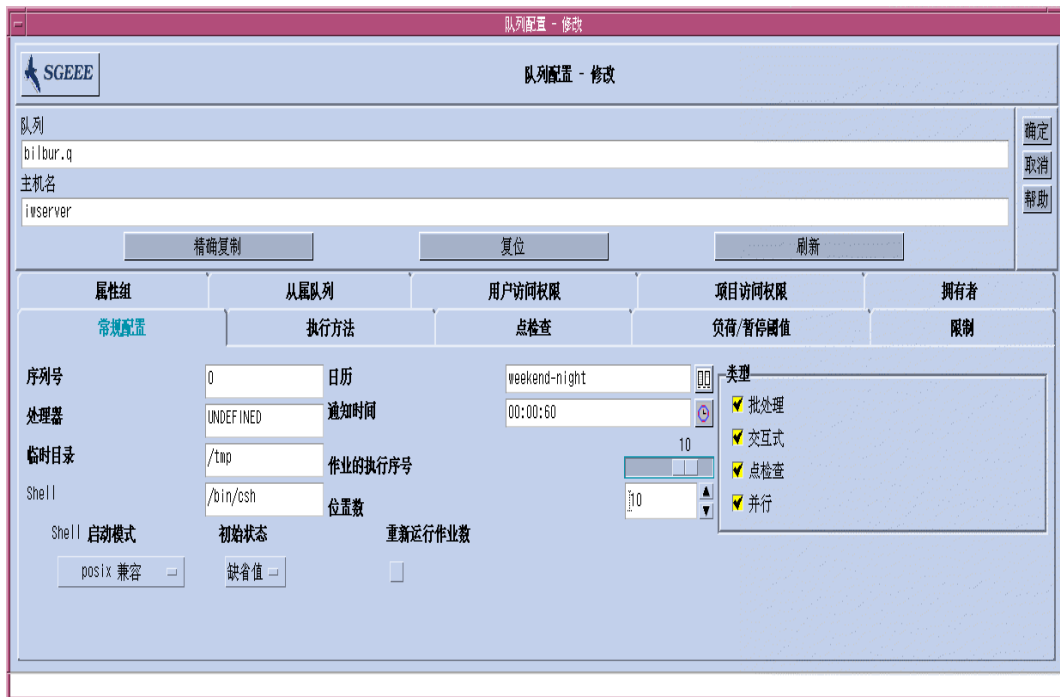 队列配置 - 修改
SGEEE
队列配置 - 修改
队列
bilbur.q
主机名
iwserver
确定
取消
帮助
精确复制 复位 刷新
属性组 从属队列 用户访问权限 项目访问权限 拥有者
常规配置 执行方法 点检查 负荷/暂停阈值 限制
序列号 0 日历 weekend-night 类型
处理器 UNDEFINED 通知时间 00:00:60 批处理
临时目录 /tmp 作业的执行序号 10 交互式
Shell /bin/csh 位置数 10 点检查
并行
Shell 启动模式 初始状态 重新运行作业数
posix 兼容 缺省值